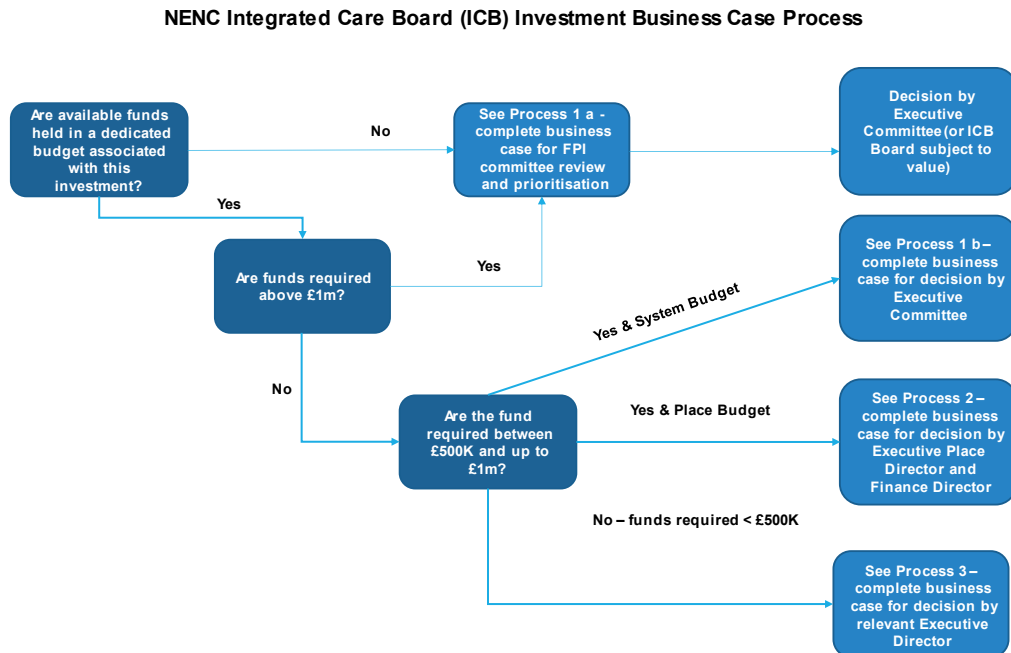 NENC Integrated Care Board (ICB) Investment Business Case Process
Are available funds
held in a dedicated
budget associated
with this
investment?
No
See Process 1 a -
complete business
case for FPI
committee review
and prioritisation
Decision by
Executive
Committee(or ICB
Board subject to
value)
Yes
Are funds required
above £1m?
Yes
See Process 1 b–
complete business
case for decision by
Executive
Committee
Yes & System Budget
No
Are the fund
required between
£500K and up to
£1m?
Yes & Place Budget
See Process 2 –
complete business
case for decision by
Executive Place
Director and
Finance Director
No – funds required < £500K
See Process 3 –
complete business
case for decision by
relevant Executive
Director